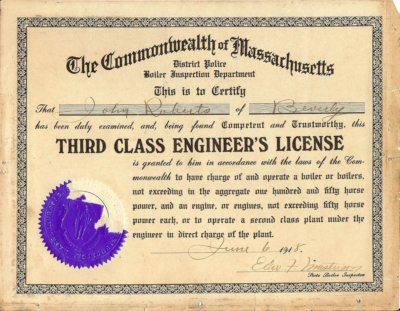 The Commonwealth of Massachusetts
District Police
Boiler Inspection Department
This is to Certify
That John Roberts of Beverly
has been duly examined, and, being found Competent and Trustworthy, this
THIRD CLASS ENGINEER'S LICENSE
is granted to him in accordance with the laws of the Com-
monwealth to have charge of and operate a boiler or boilers,
not exceeding in the aggregate one hundred and fifty horse
power, and an engine, or engines, not exceeding fifty horse
power each, or to operate a second class plant under the
engineer in direct charge of the plant.
June 6 1918.
State Boiler Inspector